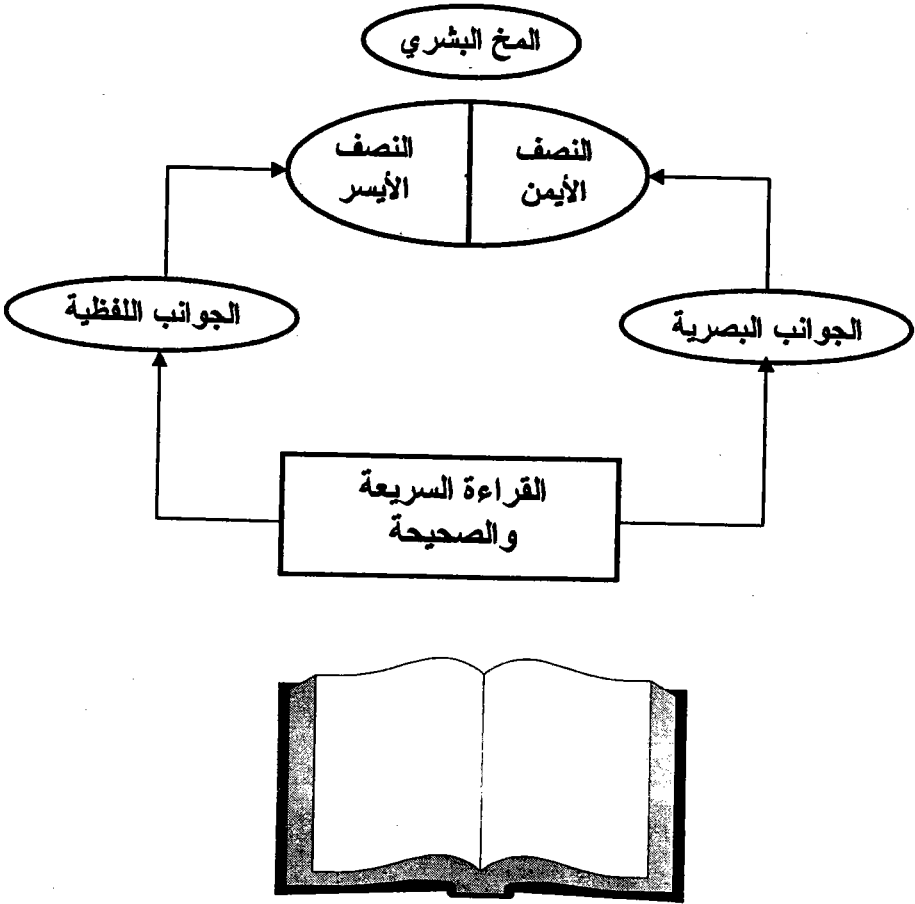 المخ البشري
النصف
الأيمن
النصف
الأيسر
الجوانب البصرية
الجوانب اللفظية
القراءة السريعة
والصحيحة